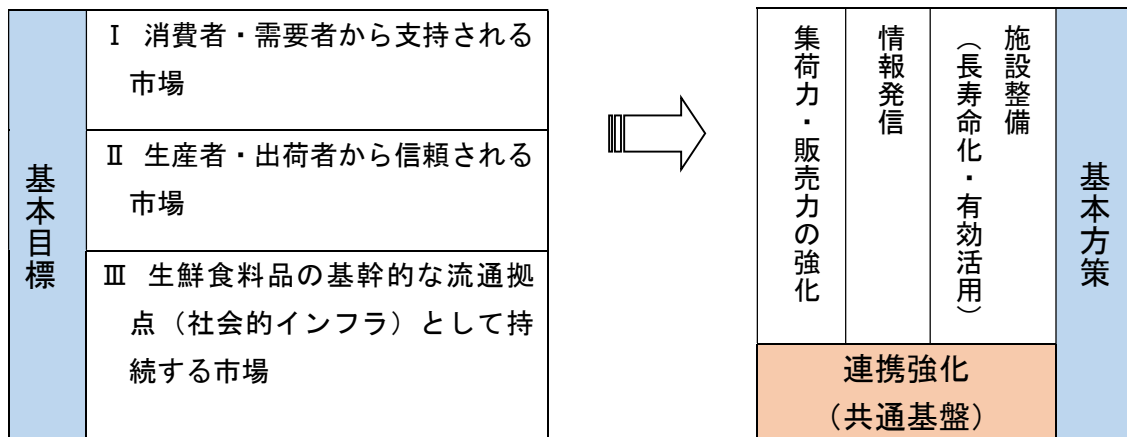 基本目標
Ⅰ 消費者・需要者から支持される
市場
Ⅱ 生産者・出荷者から信頼される
市場
Ⅲ 生鮮食料品の基幹的な流通拠
点（社会的インフラ）として持
続する市場
基本方策
施設整備
（長寿命化・有効活用）
情報発信
集荷力・販売力の強化
連携強化
（共通基盤）